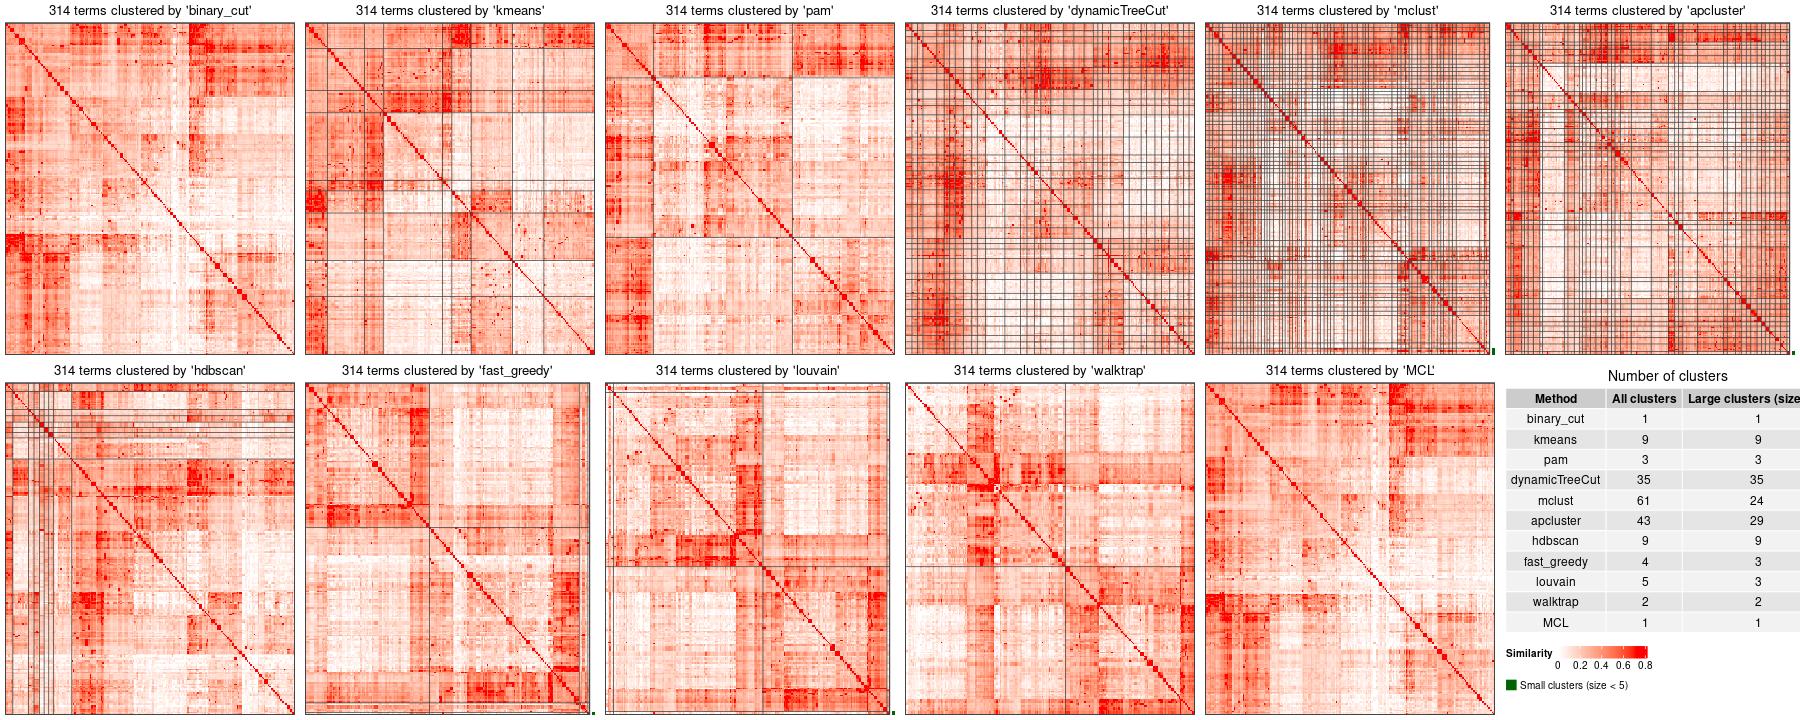 314 terms clustered by 'binary_cut'
314 terms clustered by 'kmeans'
314 terms clustered by 'pam'
314 terms clustered by 'dynamicTreeCut'
314 terms clustered by 'mclust'
314 terms clustered by 'apcluster'
314 terms clustered by 'hdbscan'
314 terms clustered by 'fast_greedy'
314 terms clustered by 'louvain'
314 terms clustered by 'walktrap'
314 terms clustered by 'MCL'
Number of clusters
Method All clusters Large clusters (size
binary_cut 1 1
kmeans 9 9
pam 3 3
dynamicTreeCut 35 35
mclust 61 24
apcluster 43 29
hdbscan 9 9
fast_greedy 4 3
louvain 5 3
walktrap 2 2
MCL 1 1
Similarity
0 0.2 0.4 0.6 0.8
Small clusters (size < 5)